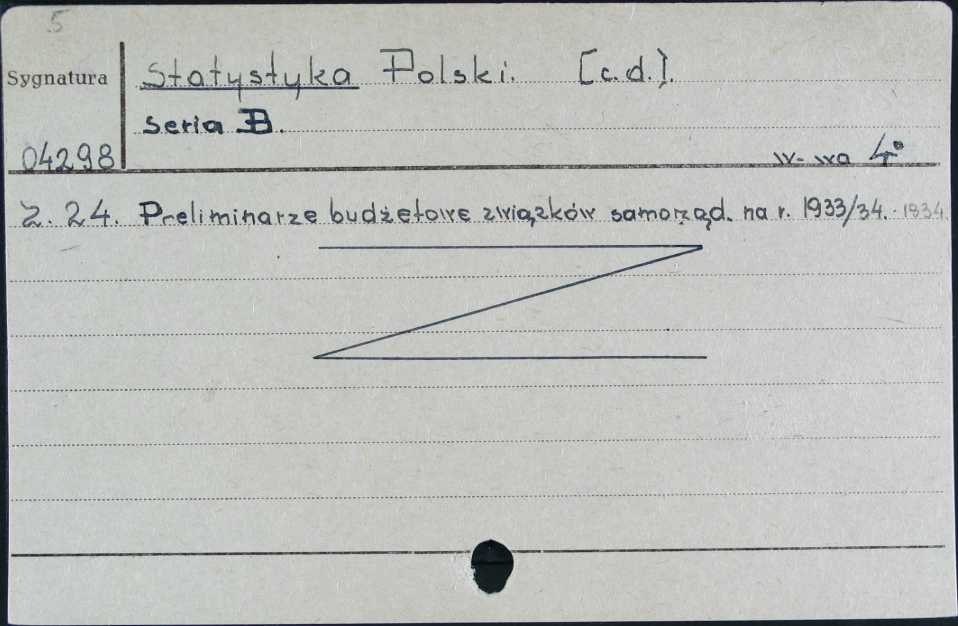 5
Sygnatura Statystyka Polski. [c.d.].
Seria B.
04298 W-wa 4°
Z. 24. Preliminarze budżetowe związków samorząd. na r. 1933/34. 1934